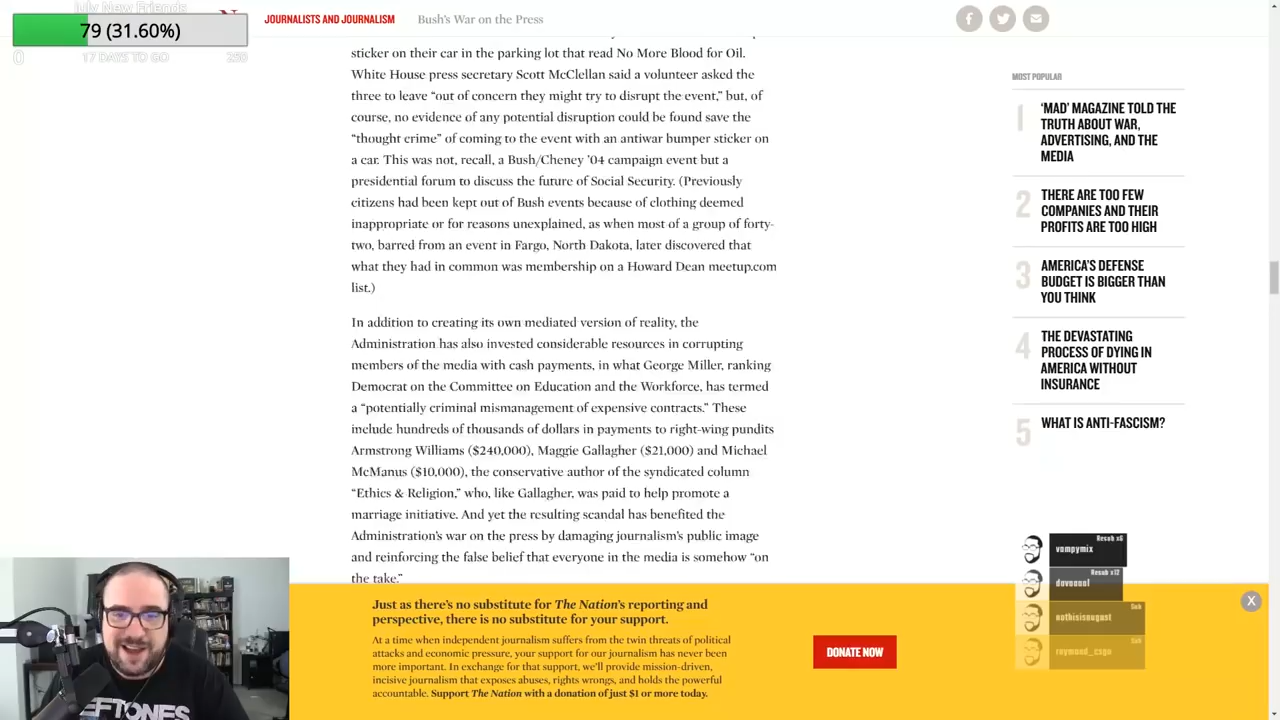 July New Friends
79 (31.60%)
0 17 DAYS TO GO 250
JOURNALISTS AND JOURNALISM Bush’s War on the Press
sticker on their car in the parking lot that read No More Blood for Oil.
White House press secretary Scott McClellan said a volunteer asked the
three to leave “out of concern they might try to disrupt the event,” but, of
course, no evidence of any potential disruption could be found save the
“thought crime” of coming to the event with an antiwar bumper sticker on
a car. This was not, recall, a Bush/Cheney ’04 campaign event but a
presidential forum to discuss the future of Social Security. (Previously
citizens had been kept out of Bush events because of clothing deemed
inappropriate or for reasons unexplained, as when most of a group of forty-
two, barred from an event in Fargo, North Dakota, later discovered that
what they had in common was membership on a Howard Dean meetup.com
list.)
In addition to creating its own mediated version of reality, the
Administration has also invested considerable resources in corrupting
members of the media with cash payments, in what George Miller, ranking
Democrat on the Committee on Education and the Workforce, has termed
a “potentially criminal mismanagement of expensive contracts.” These
include hundreds of thousands of dollars in payments to right-wing pundits
Armstrong Williams ($240,000), Maggie Gallagher ($21,000) and Michael
McManus ($10,000), the conservative author of the syndicated column
“Ethics & Religion,” who, like Gallagher, was paid to help promote a
marriage initiative. And yet the resulting scandal has benefited the
Administration’s war on the press by damaging journalism’s public image
and reinforcing the false belief that everyone in the media is somehow “on
the take.”
MOST POPULAR
1 ‘MAD’ MAGAZINE TOLD THE
TRUTH ABOUT WAR,
ADVERTISING, AND THE
MEDIA
2 THERE ARE TOO FEW
COMPANIES AND THEIR
PROFITS ARE TOO HIGH
3 AMERICA’S DEFENSE
BUDGET IS BIGGER THAN
YOU THINK
4 THE DEVASTATING
PROCESS OF DYING IN
AMERICA WITHOUT
INSURANCE
5 WHAT IS ANTI-FASCISM?
Resub x6
vampymix
Resub x12
Sub
nothisisaugust
Sub
raymond_csgo
Just as there’s no substitute for The Nation’s reporting and
perspective, there is no substitute for your support.
At a time when independent journalism suffers from the twin threats of political
attacks and economic pressure, your support for our journalism has never been
more important. In exchange for that support, we’ll provide mission-driven,
incisive journalism that exposes abuses, rights wrongs, and holds the powerful
accountable. Support The Nation with a donation of just $1 or more today.
DONATE NOW
X
DEFTONES